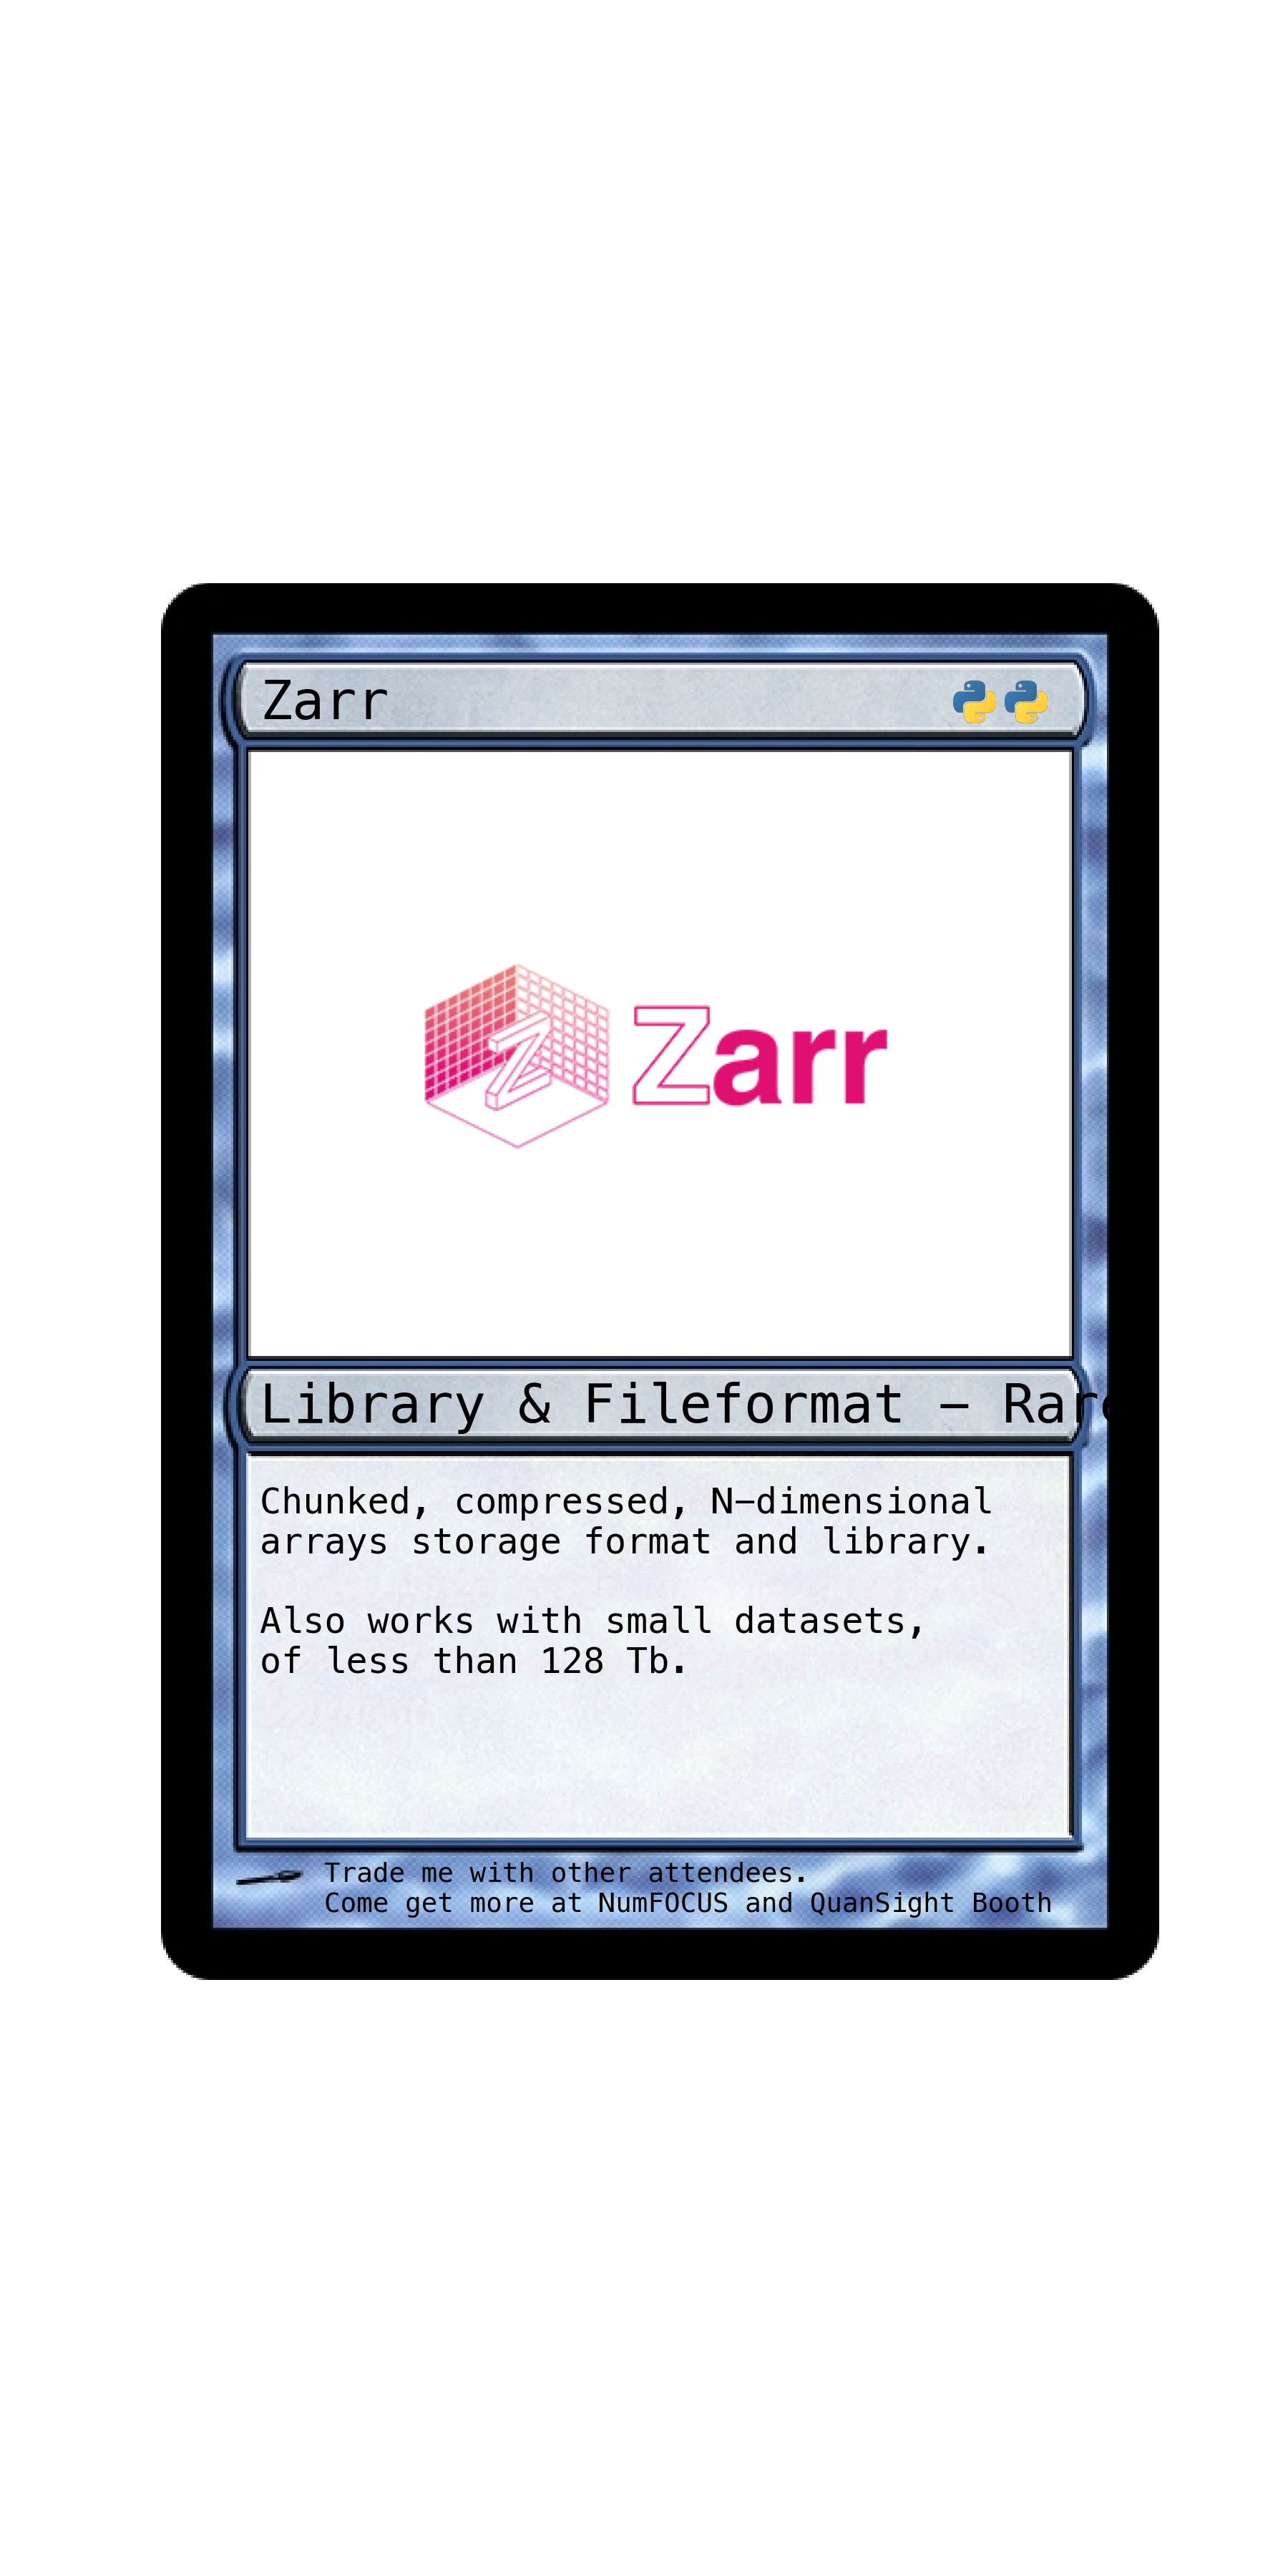 Zarr
Zarr
Library & Fileformat – Rare
Chunked, compressed, N–dimensional
arrays storage format and library.
Also works with small datasets,
of less than 128 Tb.
Trade me with other attendees.
Come get more at NumFOCUS and QuanSight Booth